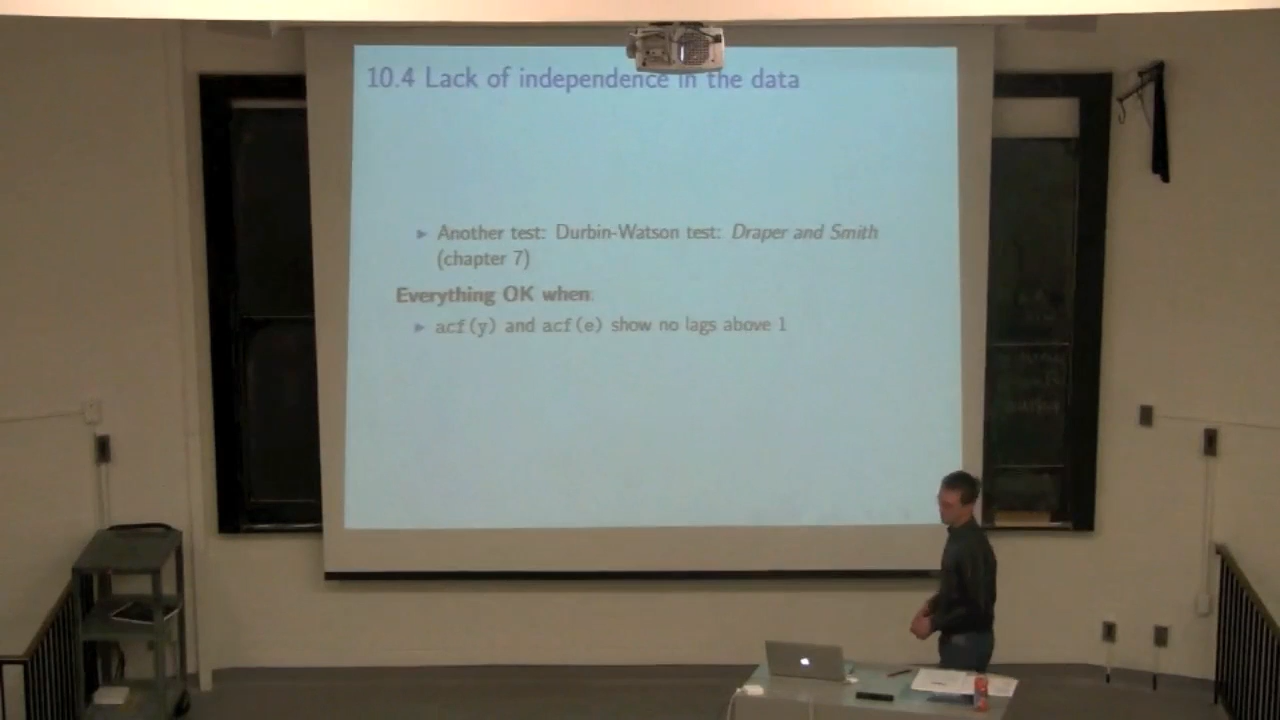 10.4 Lack of independence in the data
Another test: Durbin-Watson test: Draper and Smith
(chapter 7)
Everything OK when:
acf(y) and acf(e) show no lags above 1